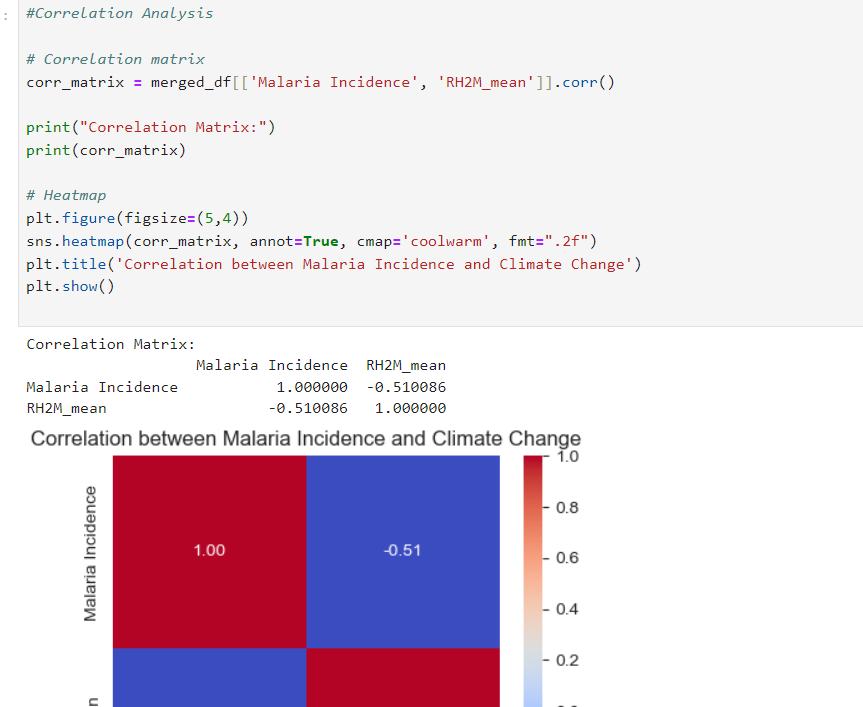 :
#Correlation Analysis
# Correlation matrix
corr_matrix = merged_df[['Malaria Incidence', 'RH2M_mean']].corr()
print("Correlation Matrix:")
print(corr_matrix)
# Heatmap
plt.figure(figsize=(5,4))
sns.heatmap(corr_matrix, annot=True, cmap='coolwarm', fmt=".2f")
plt.title('Correlation between Malaria Incidence and Climate Change')
plt.show()
Correlation Matrix:
Malaria Incidence RH2M_mean
Malaria Incidence 1.000000 -0.510086
RH2M_mean -0.510086 1.000000
Correlation between Malaria Incidence and Climate Change
Malaria Incidence
1.00
-0.51
1.0
0.8
0.6
0.4
0.2